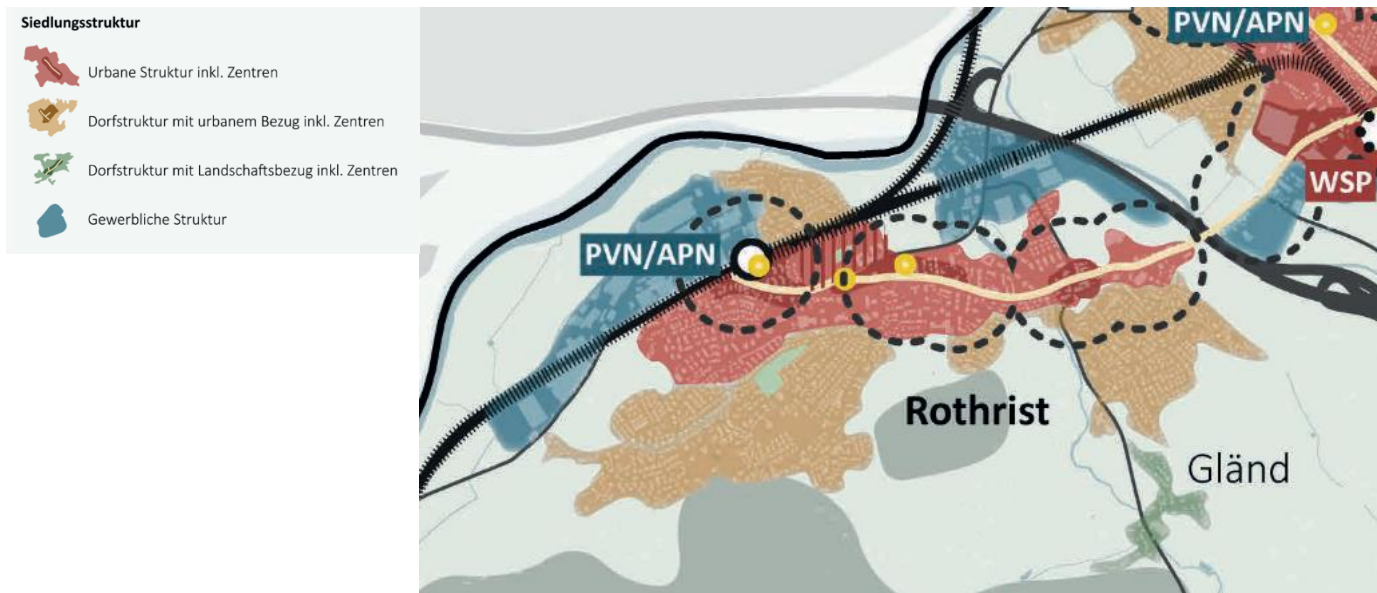 Siedlungsstruktur
Urbane Struktur inkl. Zentren
Dorfstruktur mit urbanem Bezug inkl. Zentren
Dorfstruktur mit Landschaftsbezug inkl. Zentren
Gewerbliche Struktur
PVN/APN
WSP
PVN/APN
Rothrist
Gländ